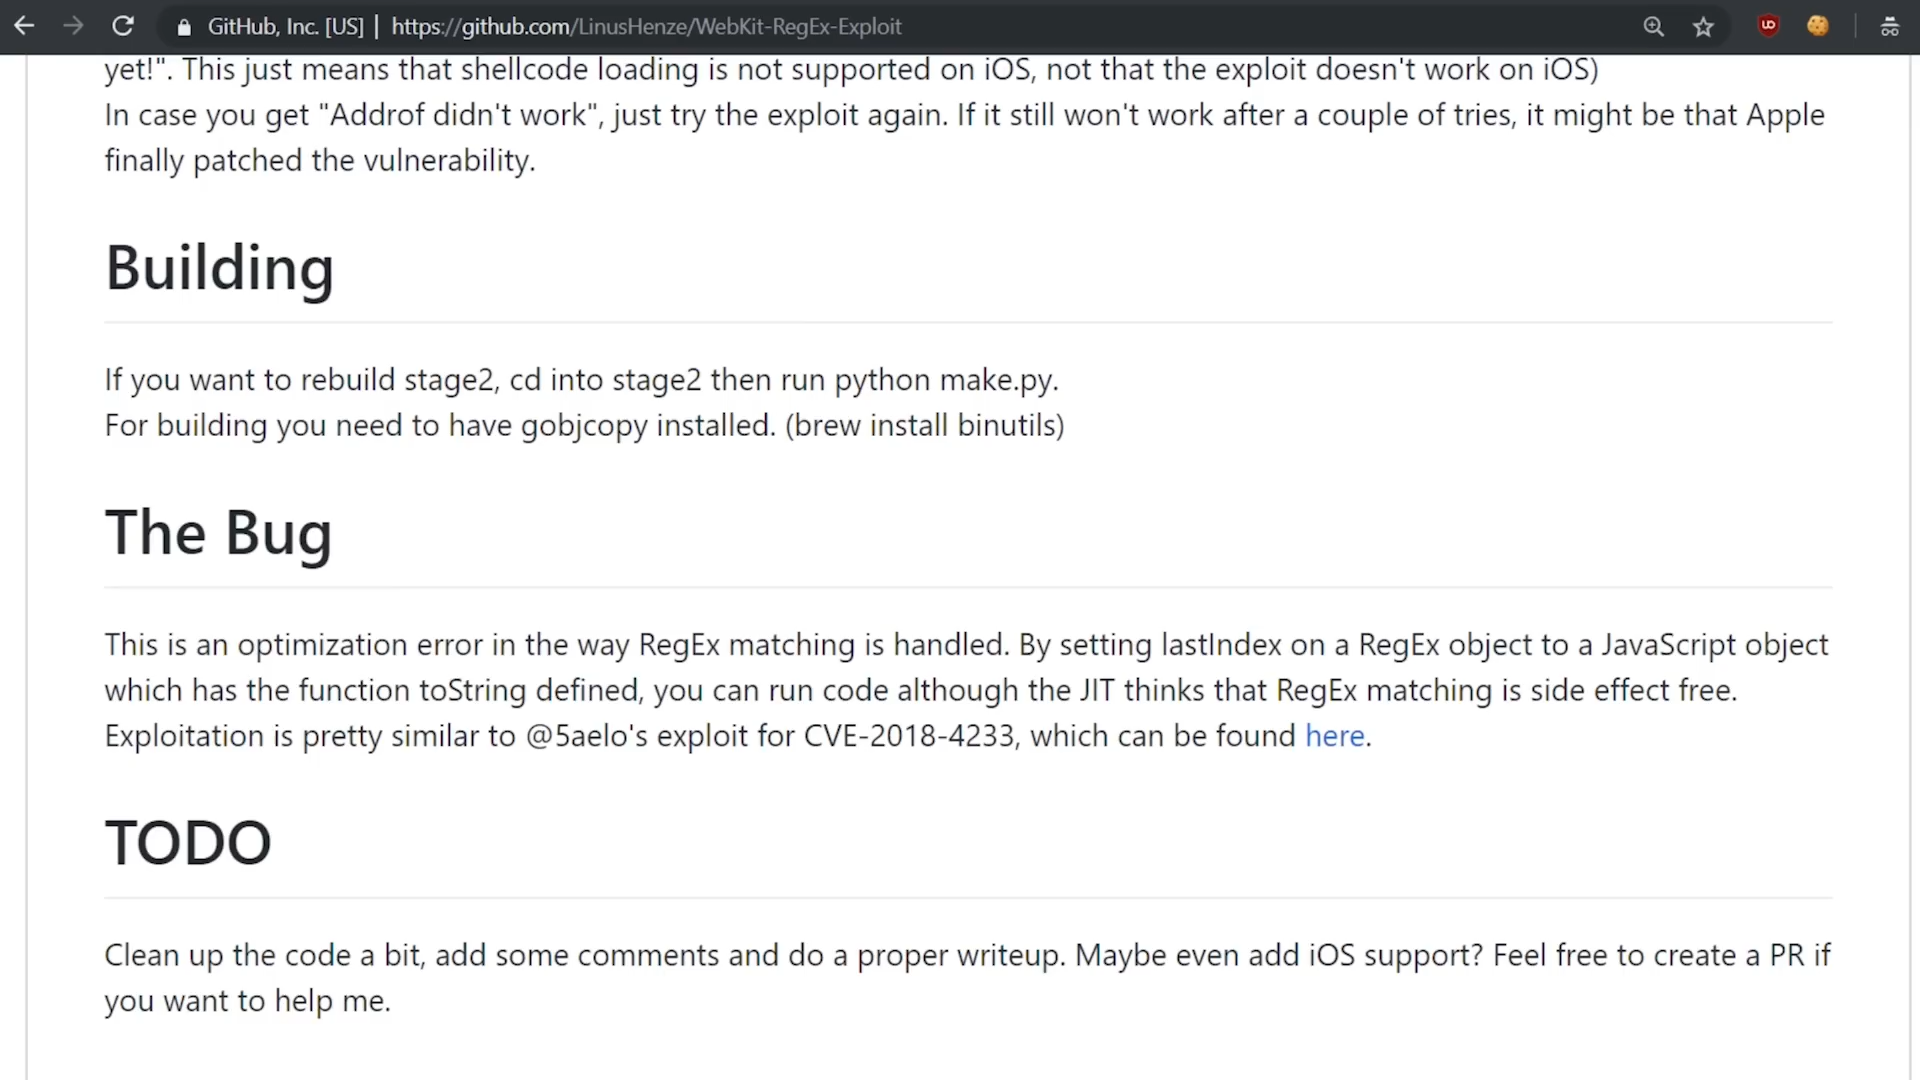 GitHub, Inc. [US] | https://github.com/LinusHenze/WebKit-RegEx-Exploit
yet!". This just means that shellcode loading is not supported on iOS, not that the exploit doesn't work on iOS)
In case you get "Addrof didn't work", just try the exploit again. If it still won't work after a couple of tries, it might be that Apple
finally patched the vulnerability.
Building
If you want to rebuild stage2, cd into stage2 then run python make.py.
For building you need to have gobjcopy installed. (brew install binutils)
The Bug
This is an optimization error in the way RegEx matching is handled. By setting lastIndex on a RegEx object to a JavaScript object
which has the function toString defined, you can run code although the JIT thinks that RegEx matching is side effect free.
Exploitation is pretty similar to @5aelo's exploit for CVE-2018-4233, which can be found here.
TODO
Clean up the code a bit, add some comments and do a proper writeup. Maybe even add iOS support? Feel free to create a PR if
you want to help me.